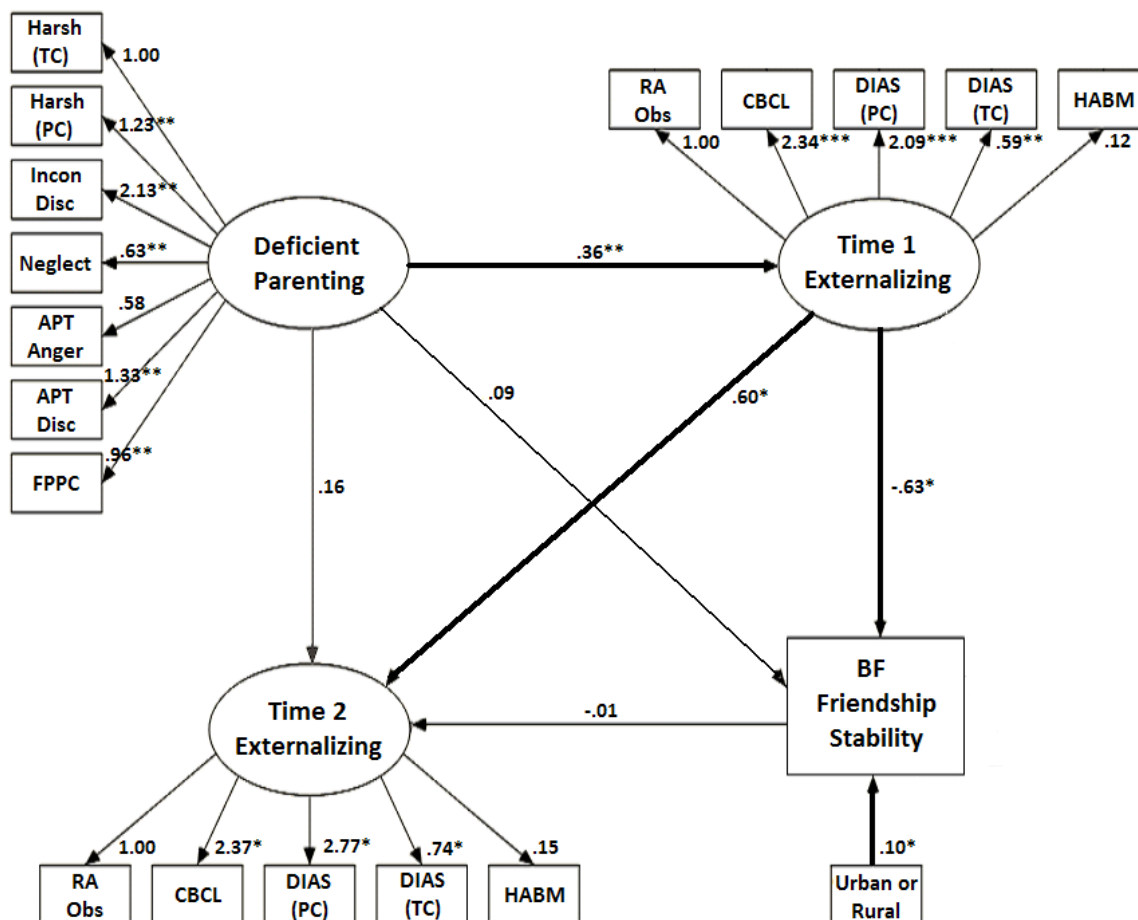 Harsh
(TC)
1.00
Harsh
(PC)
1.23**
Incon
Disc
2.13**
Neglect
.63**
APT
Anger
.58
APT
Disc
1.33**
FPPC
.96**
Deficient
Parenting
.36**
RA
Obs
1.00
CBCL
2.34***
DIAS
(PC)
2.09***
DIAS
(TC)
.59**
HABM
.12
Time 1
Externalizing
.09
.60*
-.63*
.16
BF
Friendship
Stability
-.01
Time 2
Externalizing
1.00
2.37*
2.77*
.74*
.15
.10*
RA
Obs
CBCL
DIAS
(PC)
DIAS
(TC)
HABM
Urban or
Rural